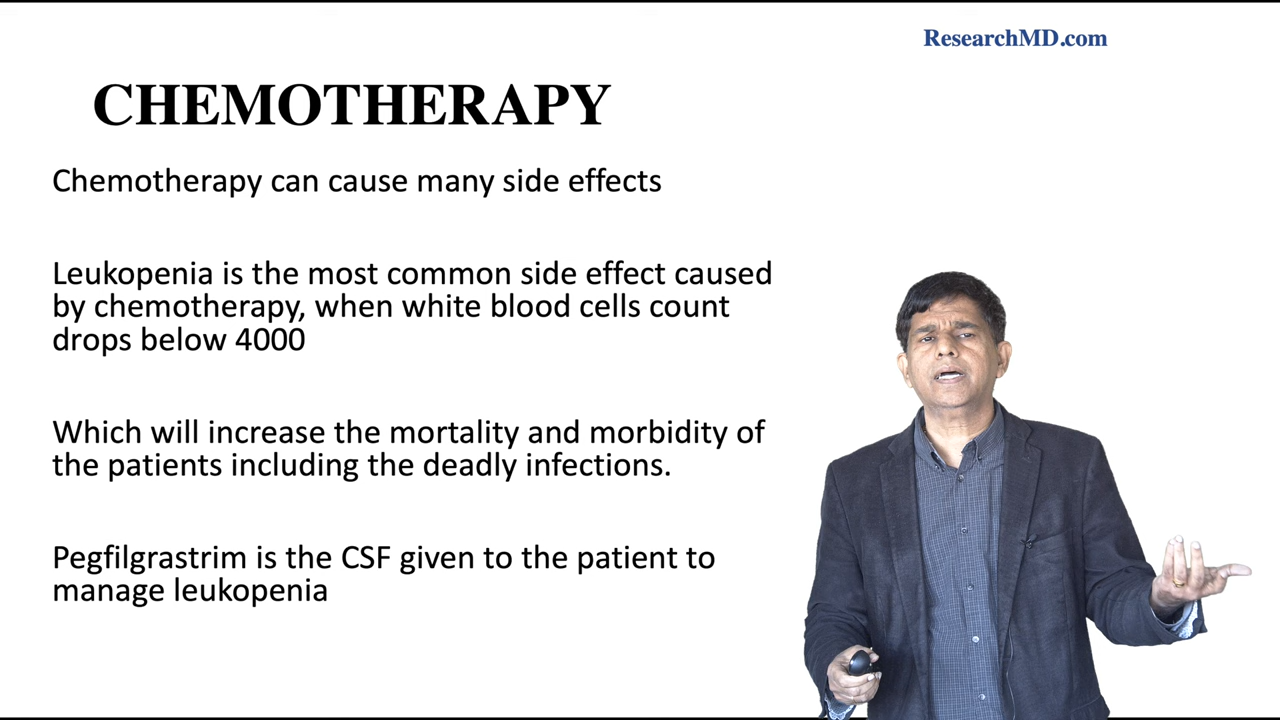 ResearchMD.com
CHEMOTHERAPY
Chemotherapy can cause many side effects
Leukopenia is the most common side effect caused
by chemotherapy, when white blood cells count
drops below 4000
Which will increase the mortality and morbidity of
the patients including the deadly infections.
Pegfilgrastrim is the CSF given to the patient to
manage leukopenia